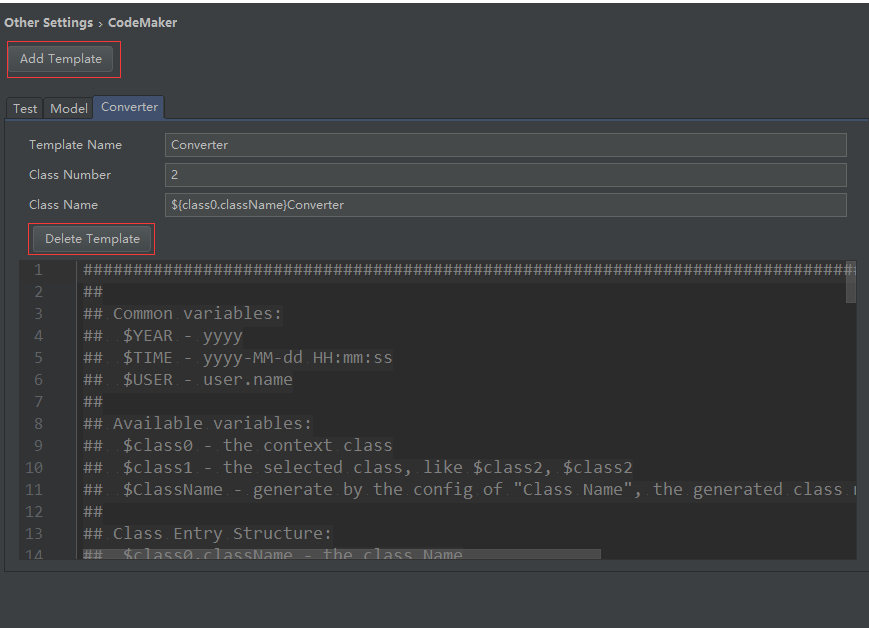 Other Settings › CodeMaker
Add Template
Test Model Converter
Template Name Converter
Class Number 2
Class Name ${class0.className}Converter
Delete Template
1 ##############################################################################
2 ##
3 ## Common variables:
4 ##  $YEAR - yyyy
5 ##  $TIME - yyyy-MM-dd HH:mm:ss
6 ##  $USER - user.name
7 ##
8 ## Available variables:
9 ##  $class0 - the context class
10 ##  $class1 - the selected class, like $class2, $class2
11 ##  $ClassName - generate by the config of "Class Name", the generated class
12 ##
13 ## Class Entry Structure:
14 ##  $class0.className - the class Name